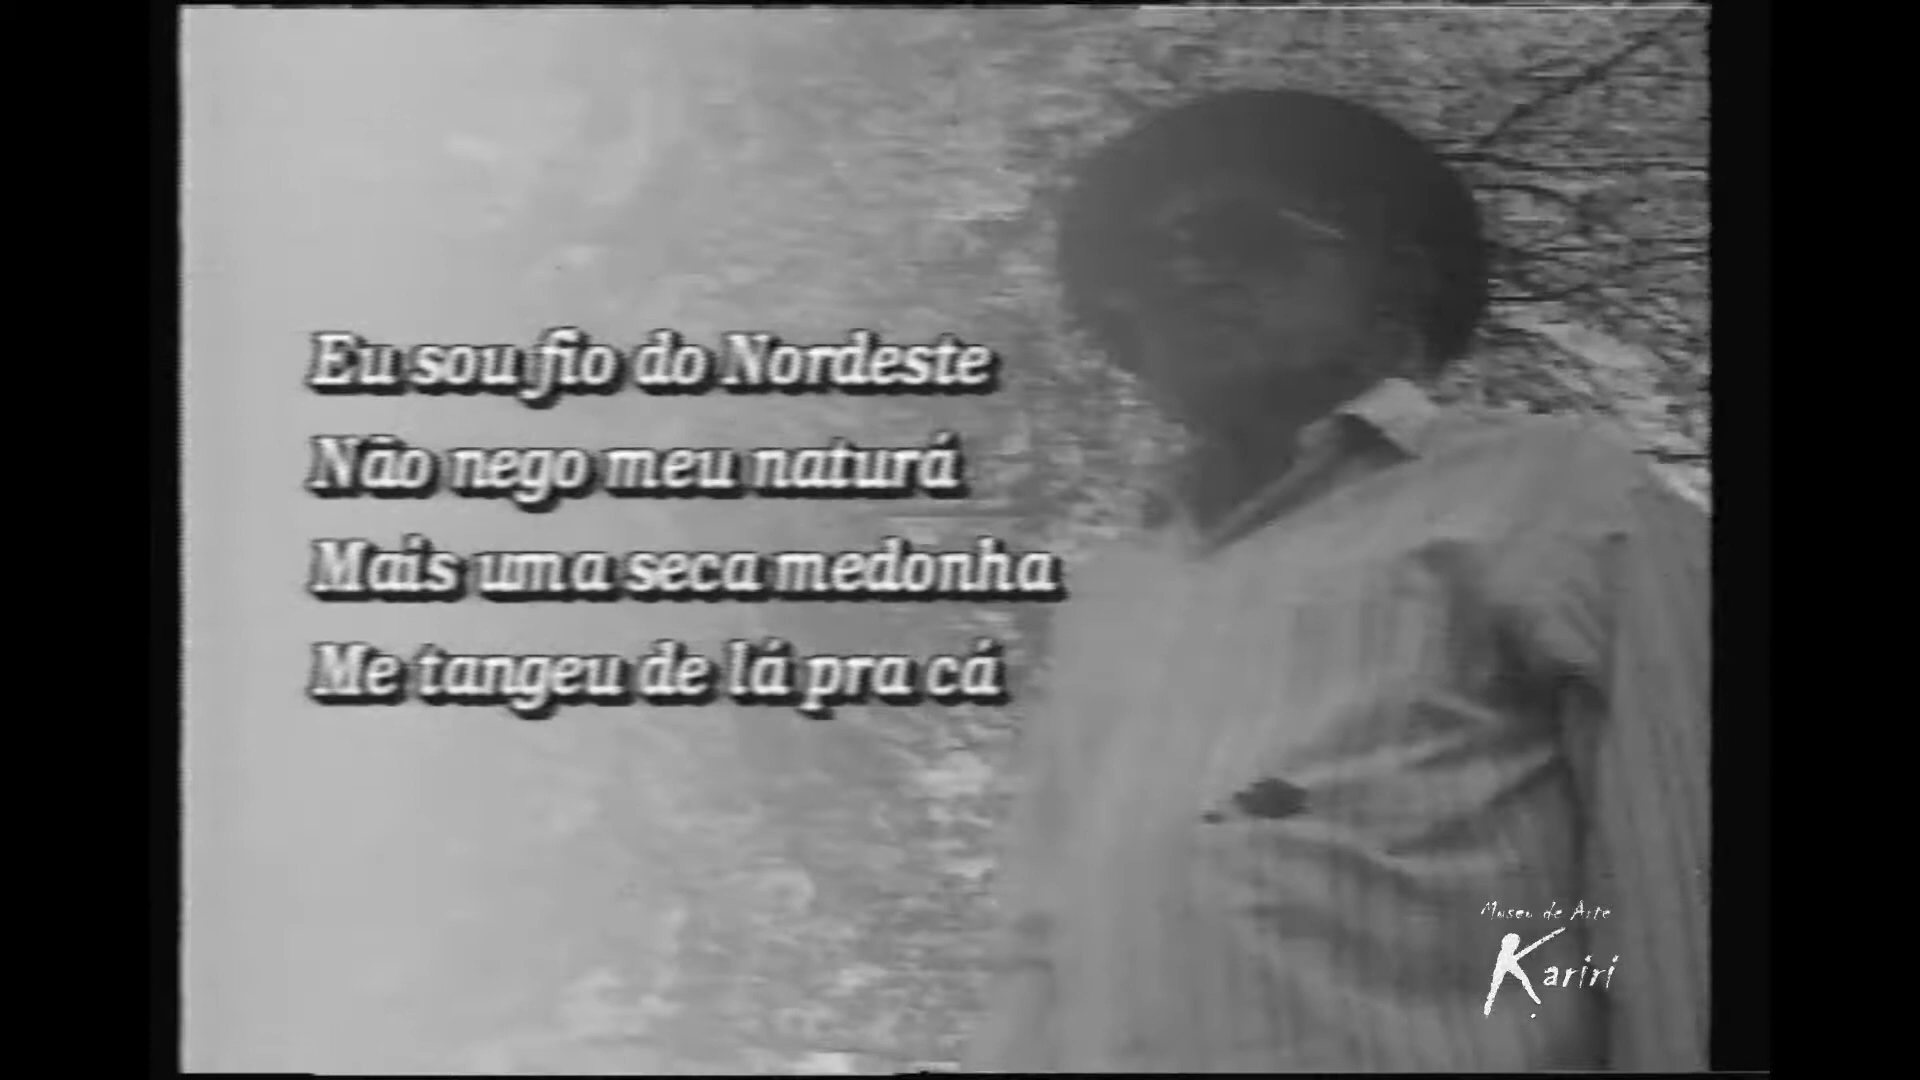 Eu sou fio do Nordeste
Não nego meu naturá
Mais uma seca medonha
Me tangeu de lá pra cá
Museu de Arte
Kariri